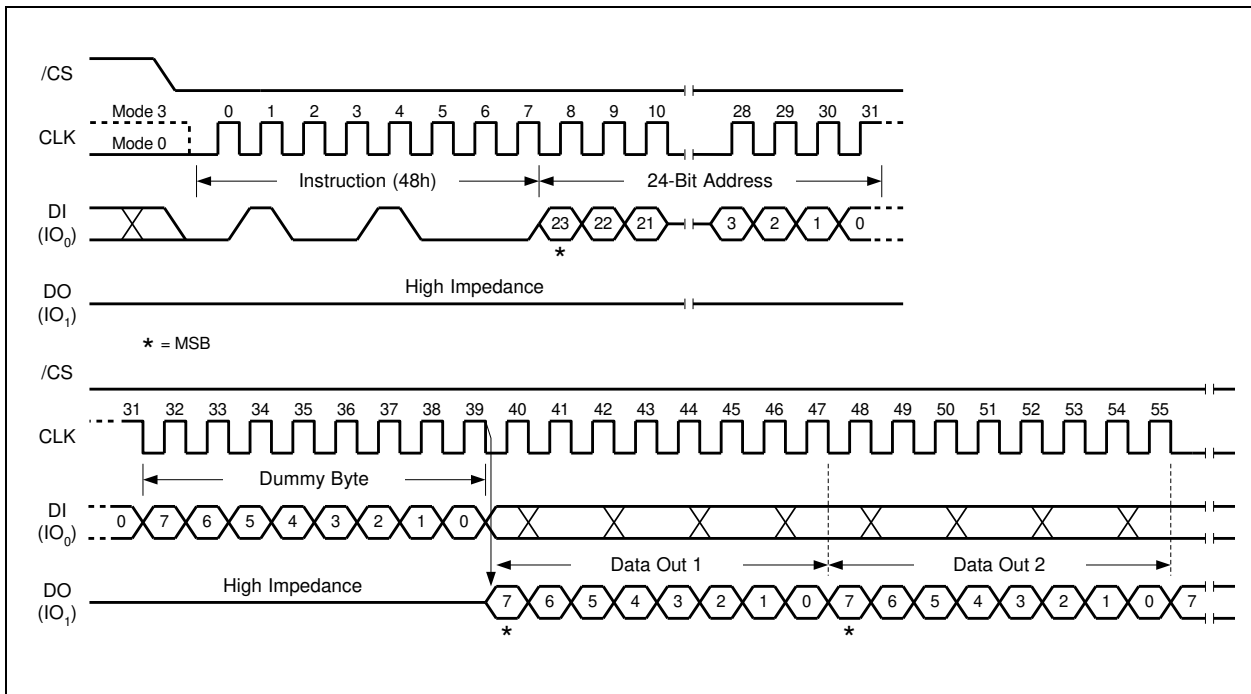 /CS
Mode 3 0 1 2 3 4 5 6 7 8 9 10 28 29 30 31
CLK
Mode 0
Instruction (48h) 24-Bit Address
DI
(IO0) 23 22 21 3 2 1 0
*
DO High Impedance
(IO1)
* = MSB
/CS
31 32 33 34 35 36 37 38 39 40 41 42 43 44 45 46 47 48 49 50 51 52 53 54 55
CLK
Dummy Byte
DI
(IO0) 0 7 6 5 4 3 2 1 0
Data Out 1 Data Out 2
DO High Impedance
(IO1) 7 6 5 4 3 2 1 0 7 6 5 4 3 2 1 0 7
* *